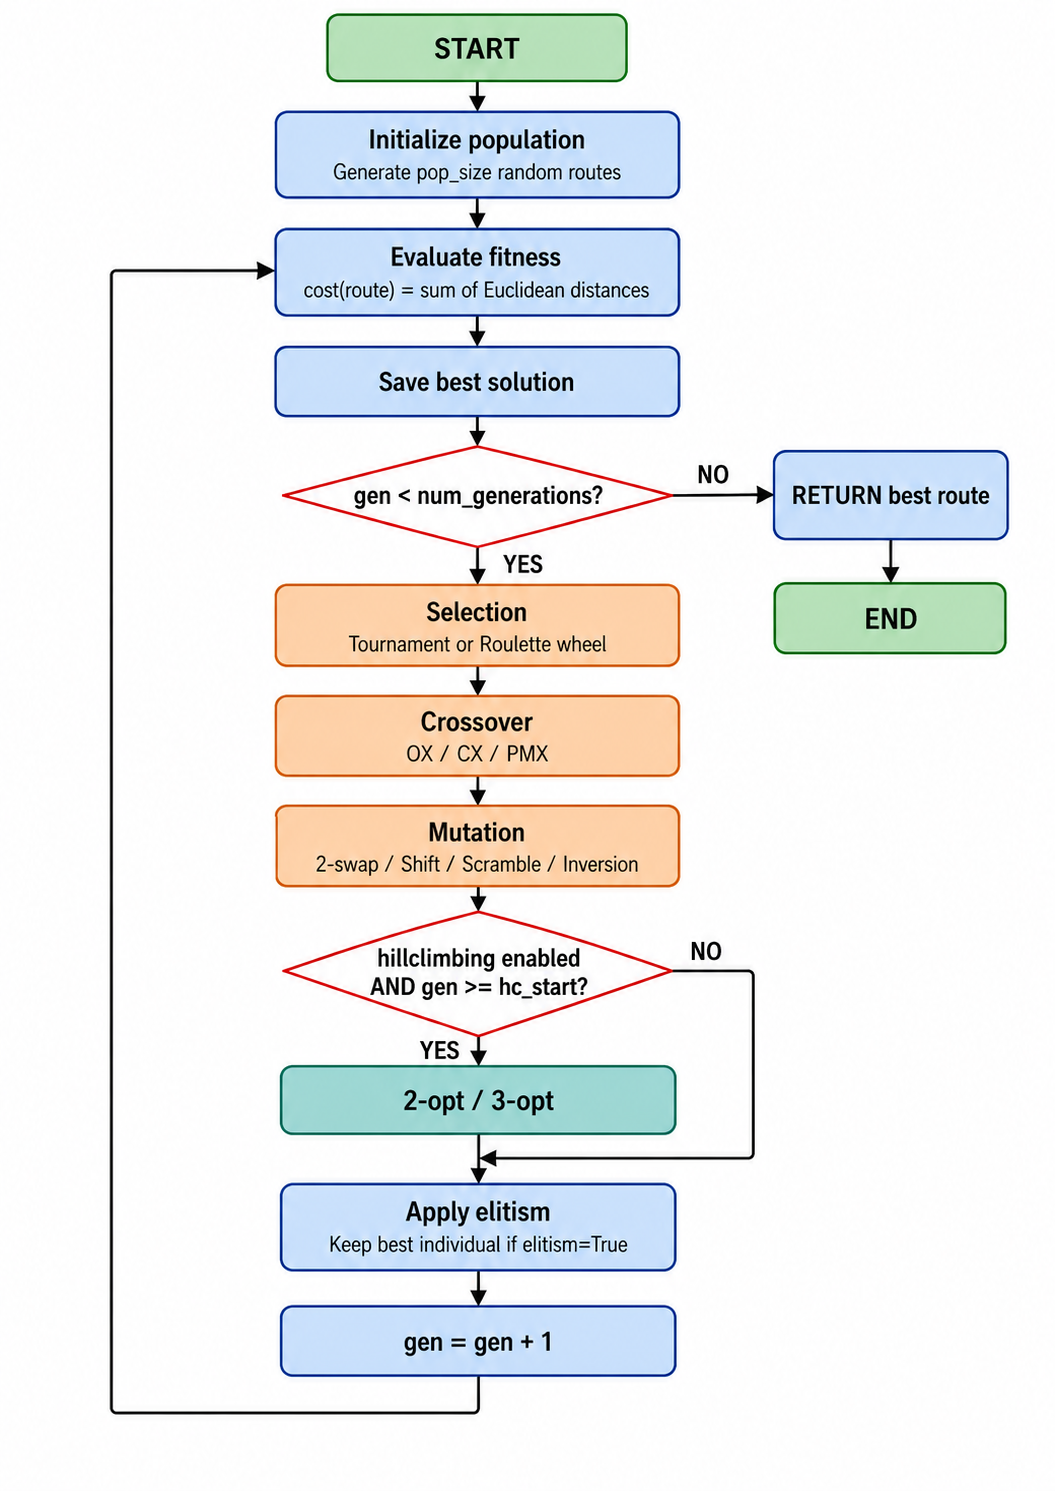 START
Initialize population
Generate pop_size random routes
Evaluate fitness
cost(route) = sum of Euclidean distances
Save best solution
gen < num_generations?
NO
RETURN best route
YES
END
Selection
Tournament or Roulette wheel
Crossover
OX / CX / PMX
Mutation
2-swap / Shift / Scramble / Inversion
hillclimbing enabled
AND gen >= hc_start?
NO
YES
2-opt / 3-opt
Apply elitism
Keep best individual if elitism=True
gen = gen + 1